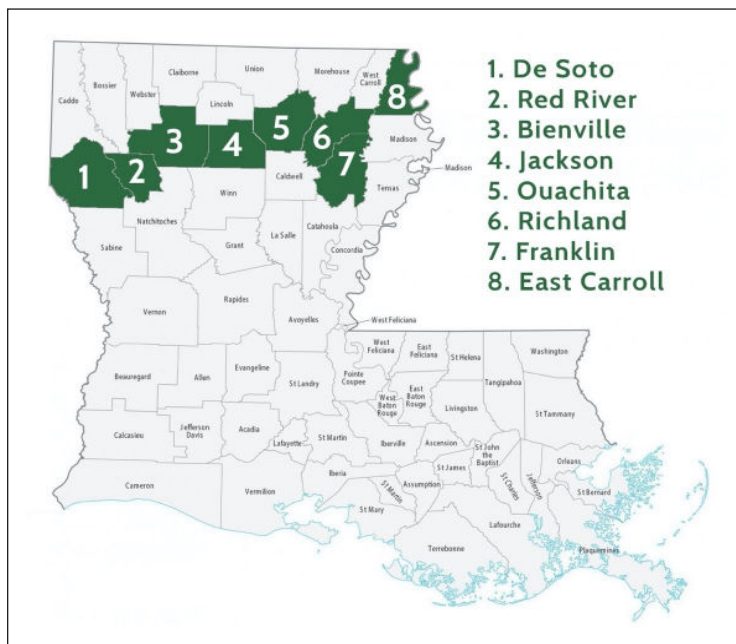 1. De Soto
2. Red River
3. Bienville
4. Jackson
5. Ouachita
6. Richland
7. Franklin
8. East Carroll
Caddo
Bossier
Webster
Claiborne
Union
Lincoln
Morehouse
West
Carroll
8
Madison
Madison
1
2
3
4
5
6
7
Caldwell
Tensas
Winn
Natchitoches
Sabine
Grant
La Salle
Catahoula
Concordia
Vernon
Rapides
Avoyelles
West Feliciana
West
Feliciana
East
Feliciana
St Helena
Washington
Tangipahoa
Beauregard
Allen
Evangeline
St Landry
Pointe
Coupee
West
Baton
Rouge
East
Baton
Rouge
Livingston
St Tammany
Calcasieu
Jefferson
Davis
Acadia
Lafayette
St Martin
Iberville
Ascension
St John
the
Baptist
St James
St Charles
Jefferson
Orleans
St Bernard
Cameron
Vermilion
Iberia
St Martin
Assumption
St Mary
Lafourche
Terrebonne
Plaquemines